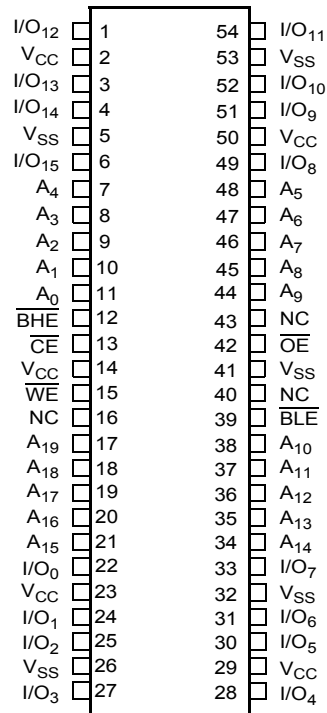 I/O12 1 54 I/O11
VCC 2 53 VSS
I/O13 3 52 I/O10
I/O14 4 51 I/O9
VSS 5 50 VCC
I/O15 6 49 I/O8
A4 7 48 A5
A3 8 47 A6
A2 9 46 A7
A1 10 45 A8
A0 11 44 A9
BHE 12 43 NC
CE 13 42 OE
VCC 14 41 VSS
WE 15 40 NC
NC 16 39 BLE
A19 17 38 A10
A18 18 37 A11
A17 19 36 A12
A16 20 35 A13
A15 21 34 A14
I/O0 22 33 I/O7
VCC 23 32 VSS
I/O1 24 31 I/O6
I/O2 25 30 I/O5
VSS 26 29 VCC
I/O3 27 28 I/O4